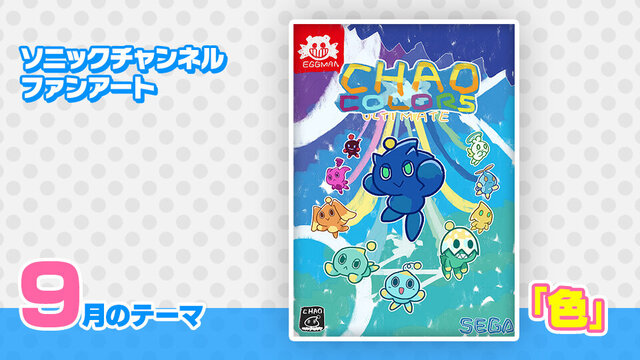 ソニックチャンネル
ファンアート
EGGMAN
CHAO
COLORS
ULTIMATE
CHAO
SEGA
9月のテーマ
「色」